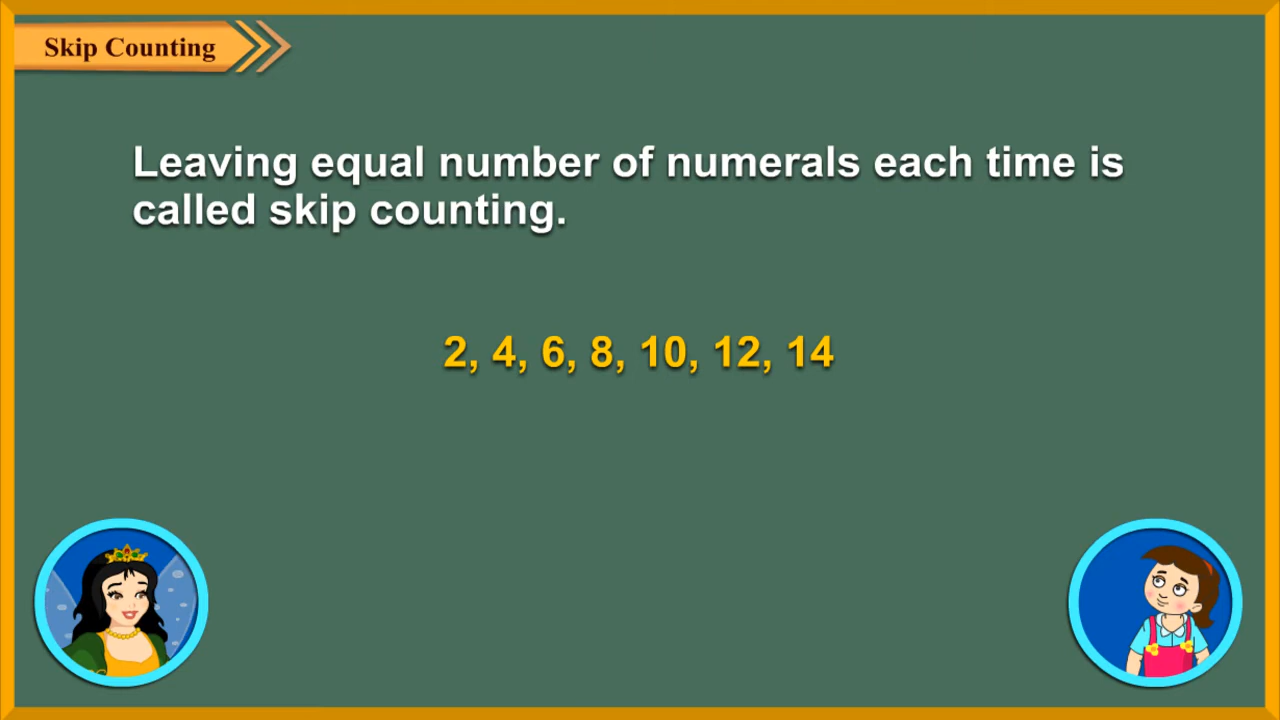 Skip Counting
Leaving equal number of numerals each time is
called skip counting.
2, 4, 6, 8, 10, 12, 14